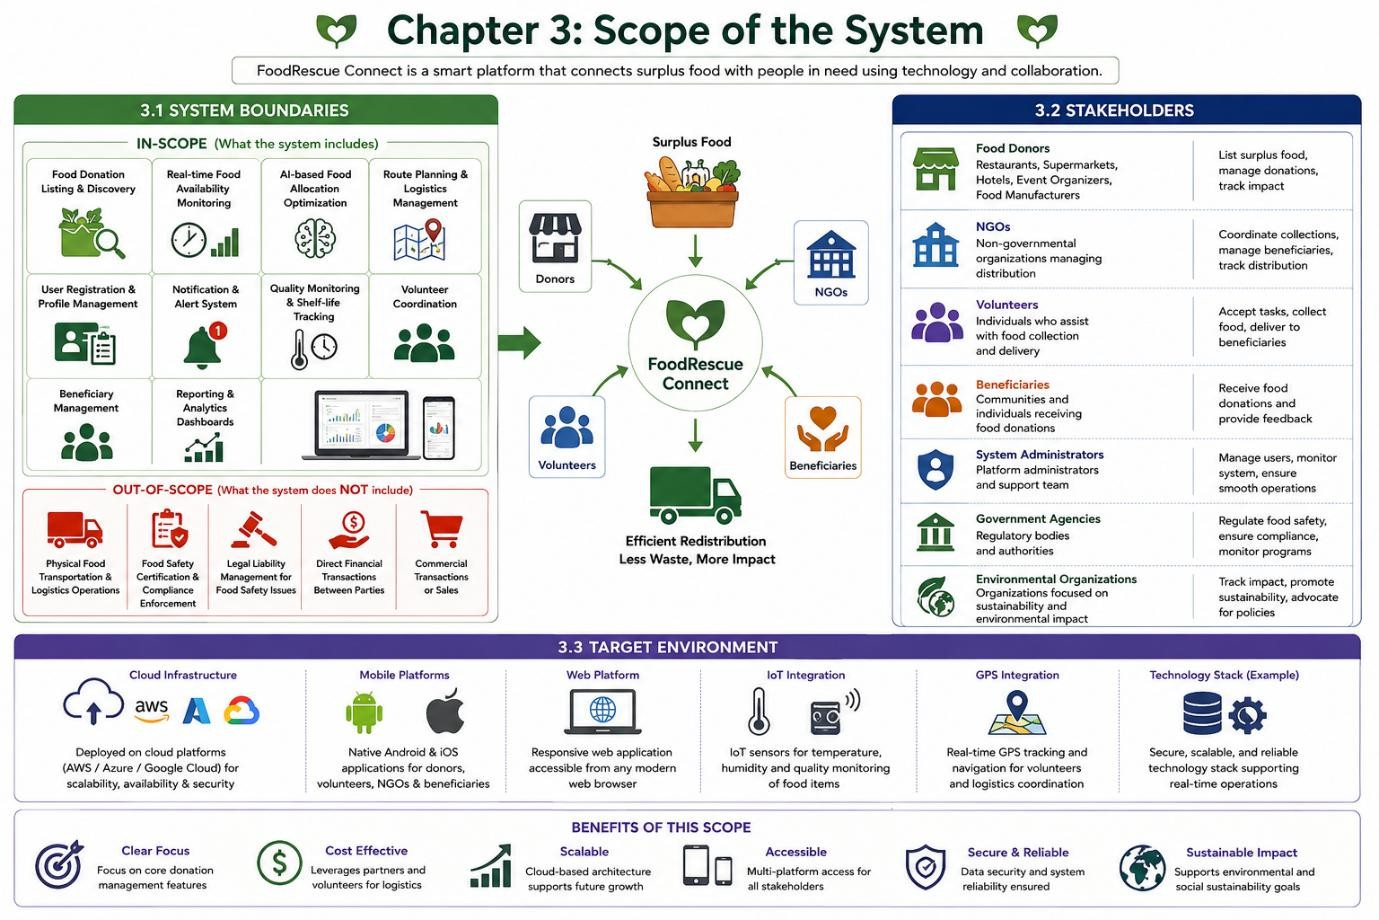 Chapter 3: Scope of the System
FoodRescue Connect is a smart platform that connects surplus food with people in need using technology and collaboration.
3.1 SYSTEM BOUNDARIES
IN-SCOPE (What the system includes)
Food Donation
Listing & Discovery
Real-time Food
Availability
Monitoring
AI-based Food
Allocation
Optimization
Route Planning &
Logistics
Management
User Registration &
Profile Management
Notification &
Alert System
1
Quality Monitoring
& Shelf-life
Tracking
Volunteer
Coordination
Beneficiary
Management
Reporting &
Analytics
Dashboards
OUT-OF-SCOPE (What the system does NOT include)
Physical Food
Transportation &
Logistics Operations
Food Safety
Certification &
Compliance
Enforcement
Legal Liability
Management for
Food Safety Issues
$
Direct Financial
Transactions
Between Parties
Commercial
Transactions
or Sales
Surplus Food
Donors
NGOs
FoodRescue
Connect
Volunteers
Beneficiaries
Efficient Redistribution
Less Waste, More Impact
3.2 STAKEHOLDERS
Food Donors
Restaurants, Supermarkets,
Hotels, Event Organizers,
Food Manufacturers
List surplus food,
manage donations,
track impact
NGOs
Non-governmental
organizations managing
distribution
Coordinate collections,
manage beneficiaries,
track distribution
Volunteers
Individuals who assist
with food collection
and delivery
Accept tasks, collect
food, deliver to
beneficiaries
Beneficiaries
Communities and
individuals receiving
food donations
Receive food
donations and
provide feedback
System Administrators
Platform administrators
and support team
Manage users, monitor
system, ensure
smooth operations
Government Agencies
Regulatory bodies
and authorities
Regulate food safety,
ensure compliance,
monitor programs
Environmental Organizations
Organizations focused on
sustainability and
environmental impact
Track impact, promote
sustainability, advocate
for policies
3.3 TARGET ENVIRONMENT
Cloud Infrastructure
aws
Deployed on cloud platforms
(AWS / Azure / Google Cloud) for
scalability, availability & security
Mobile Platforms
Native Android & iOS
applications for donors,
volunteers, NGOs & beneficiaries
Web Platform
Responsive web application
accessible from any modern
web browser
IoT Integration
IoT sensors for temperature,
humidity and quality monitoring
of food items
GPS Integration
Real-time GPS tracking and
navigation for volunteers
and logistics coordination
Technology Stack (Example)
Secure, scalable, and reliable
technology stack supporting
real-time operations
BENEFITS OF THIS SCOPE
Clear Focus
Focus on core donation
management features
$
Cost Effective
Leverages partners and
volunteers for logistics
Scalable
Cloud-based architecture
supports future growth
Accessible
Multi-platform access for
all stakeholders
Secure & Reliable
Data security and system
reliability ensured
Sustainable Impact
Supports environmental and
social sustainability goals